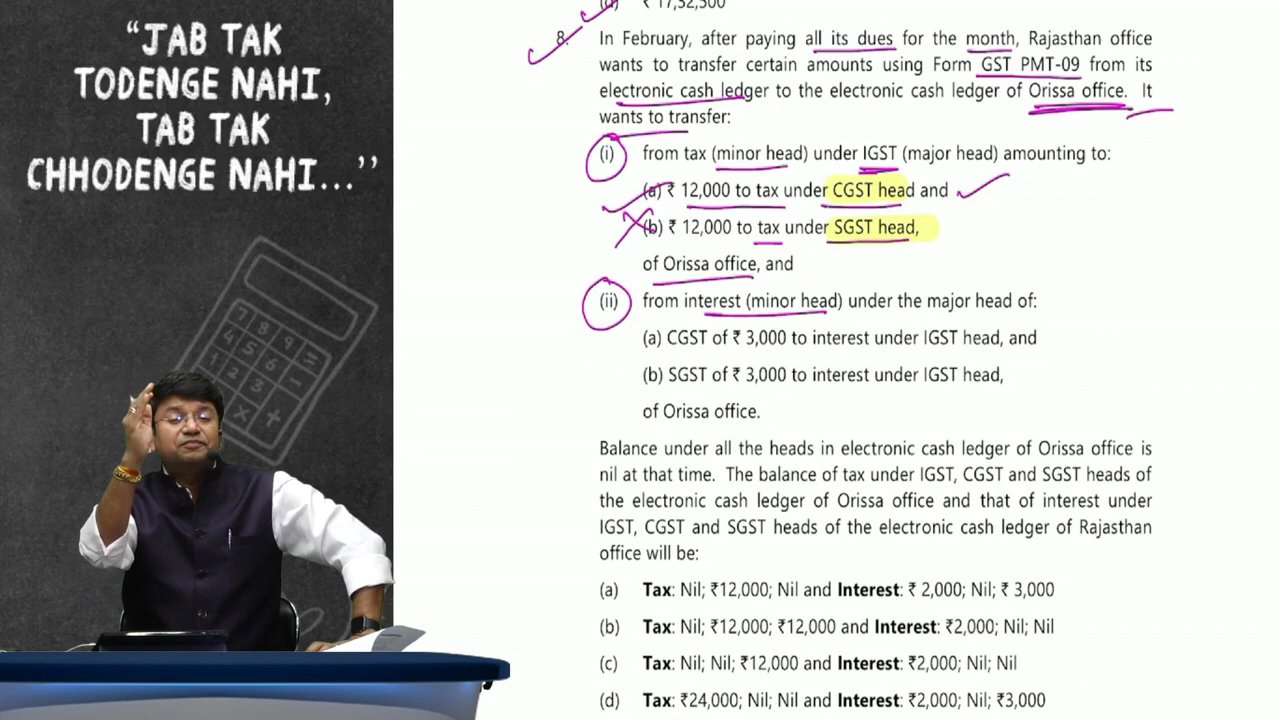 “JAB TAK
TODENGE NAHI,
TAB TAK
CHHODENGE NAHI...’’
(d) ₹ 17,32,500
8. In February, after paying all its dues for the month, Rajasthan office
wants to transfer certain amounts using Form GST PMT-09 from its
electronic cash ledger to the electronic cash ledger of Orissa office. It
wants to transfer:
(i) from tax (minor head) under IGST (major head) amounting to:
(a) ₹ 12,000 to tax under CGST head and
(b) ₹ 12,000 to tax under SGST head,
of Orissa office, and
(ii) from interest (minor head) under the major head of:
(a) CGST of ₹ 3,000 to interest under IGST head, and
(b) SGST of ₹ 3,000 to interest under IGST head,
of Orissa office.
Balance under all the heads in electronic cash ledger of Orissa office is
nil at that time. The balance of tax under IGST, CGST and SGST heads of
the electronic cash ledger of Orissa office and that of interest under
IGST, CGST and SGST heads of the electronic cash ledger of Rajasthan
office will be:
(a) Tax: Nil; ₹12,000; Nil and Interest: ₹ 2,000; Nil; ₹ 3,000
(b) Tax: Nil; ₹12,000; ₹12,000 and Interest: ₹2,000; Nil; Nil
(c) Tax: Nil; Nil; ₹12,000 and Interest: ₹2,000; Nil; Nil
(d) Tax: ₹24,000; Nil; Nil and Interest: ₹2,000; Nil; ₹3,000